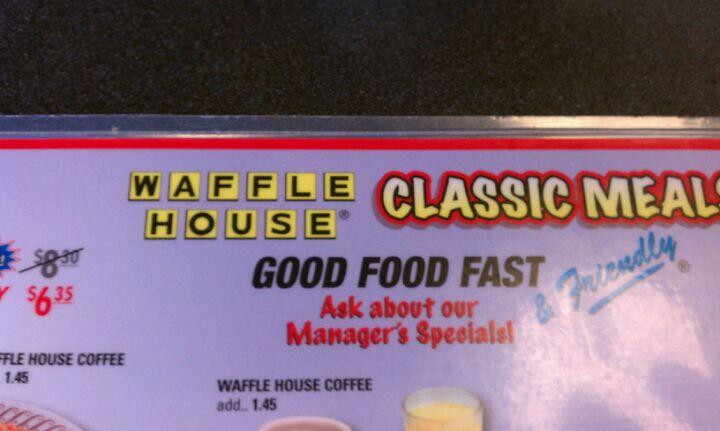 WAFFLE HOUSE®
CLASSIC MEALS
GOOD FOOD FAST
& Friendly®
Ask about our
Manager's Specials!
$8 30
$6 35
FFLE HOUSE COFFEE
1.45
WAFFLE HOUSE COFFEE
add.. 1.45